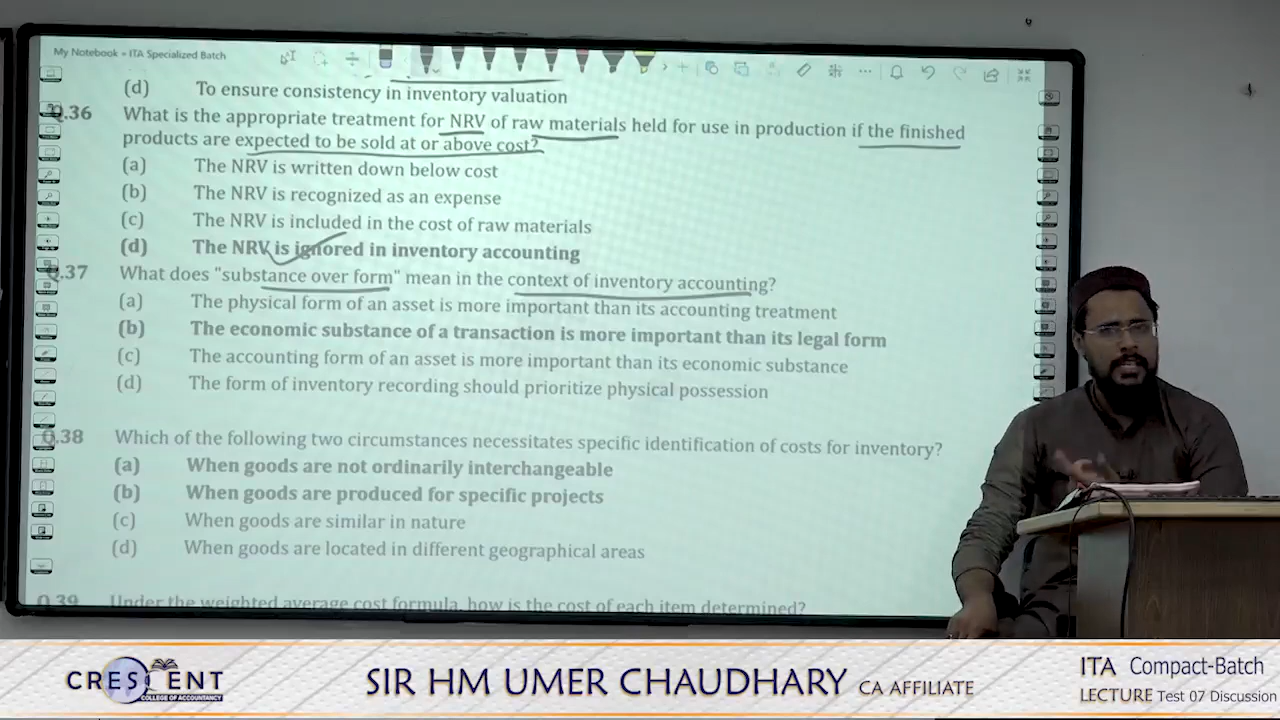 My Notebook - ITA Specialized Batch
(d) To ensure consistency in inventory valuation
Q.36 What is the appropriate treatment for NRV of raw materials held for use in production if the finished
products are expected to be sold at or above cost?
(a) The NRV is written down below cost
(b) The NRV is recognized as an expense
(c) The NRV is included in the cost of raw materials
(d) The NRV is ignored in inventory accounting
Q.37 What does "substance over form" mean in the context of inventory accounting?
(a) The physical form of an asset is more important than its accounting treatment
(b) The economic substance of a transaction is more important than its legal form
(c) The accounting form of an asset is more important than its economic substance
(d) The form of inventory recording should prioritize physical possession
Q.38 Which of the following two circumstances necessitates specific identification of costs for inventory?
(a) When goods are not ordinarily interchangeable
(b) When goods are produced for specific projects
(c) When goods are similar in nature
(d) When goods are located in different geographical areas
Q.39 Under the weighted average cost formula, how is the cost of each item determined?
CRESCENT
COLLEGE OF ACCOUNTANCY
SIR HM UMER CHAUDHARY CA AFFILIATE
ITA Compact-Batch
LECTURE Test 07 Discussion